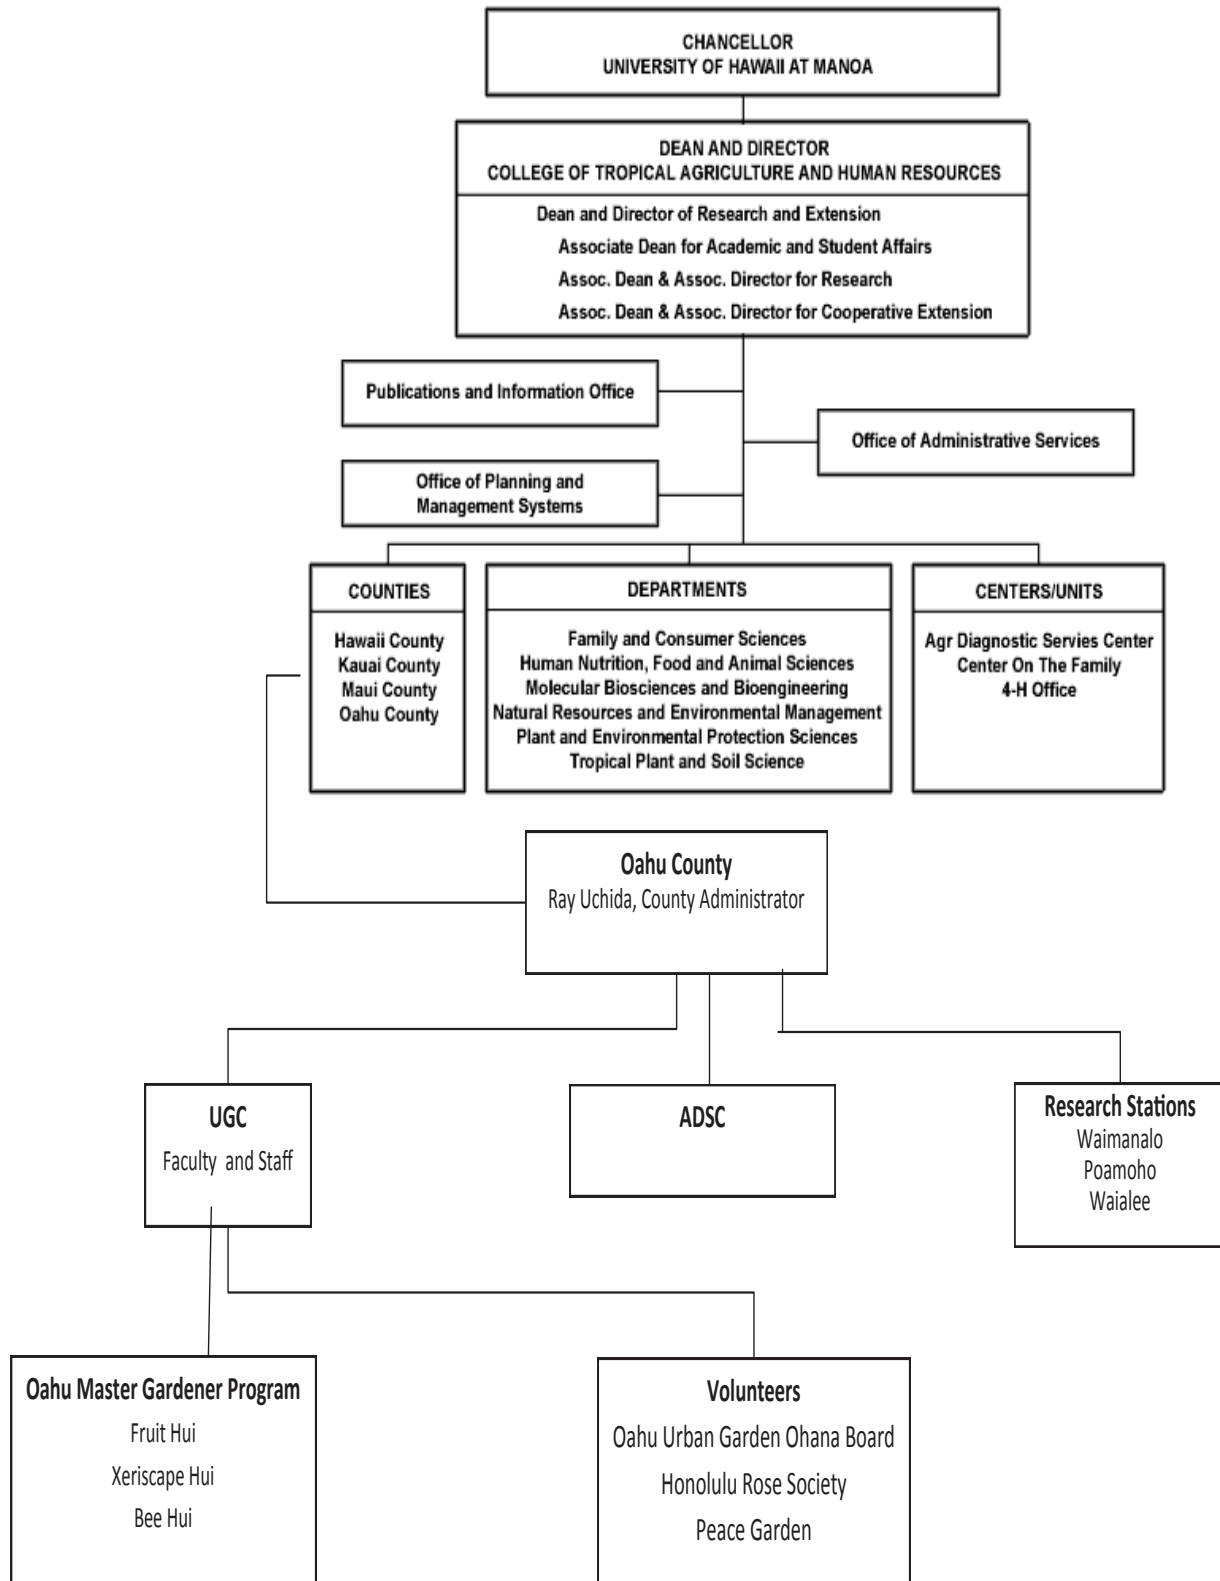 CHANCELLOR
UNIVERSITY OF HAWAII AT MANOA
DEAN AND DIRECTOR
COLLEGE OF TROPICAL AGRICULTURE AND HUMAN RESOURCES
Dean and Director of Research and Extension
Associate Dean for Academic and Student Affairs
Assoc. Dean & Assoc. Director for Research
Assoc. Dean & Assoc. Director for Cooperative Extension
Publications and Information Office
Office of Administrative Services
Office of Planning and
Management Systems
COUNTIES
Hawaii County
Kauai County
Maui County
Oahu County
DEPARTMENTS
Family and Consumer Sciences
Human Nutrition, Food and Animal Sciences
Molecular Biosciences and Bioengineering
Natural Resources and Environmental Management
Plant and Environmental Protection Sciences
Tropical Plant and Soil Science
CENTERS/UNITS
Agr Diagnostic Servies Center
Center On The Family
4-H Office
Oahu County
Ray Uchida, County Administrator
UGC
Faculty and Staff
ADSC
Research Stations
Waimanalo
Poamoho
Waialee
Oahu Master Gardener Program
Fruit Hui
Xeriscape Hui
Bee Hui
Volunteers
Oahu Urban Garden Ohana Board
Honolulu Rose Society
Peace Garden